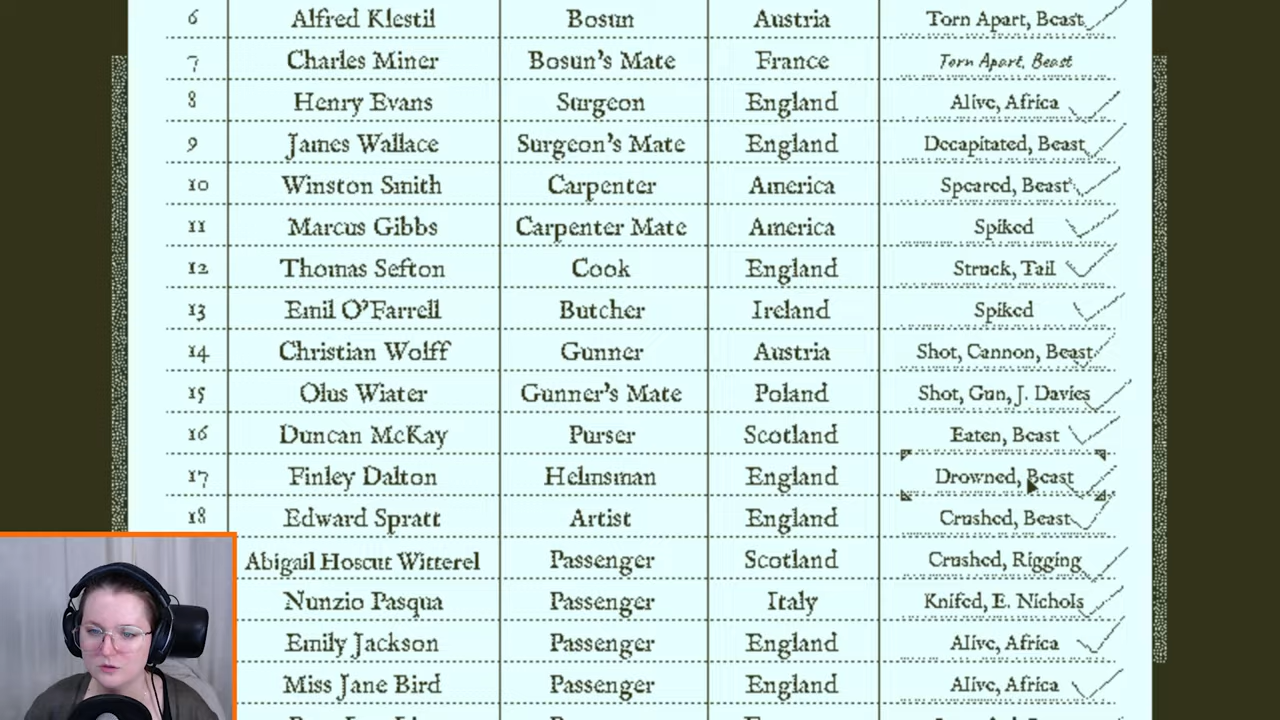 6 Alfred Klestil Bosun Austria Torn Apart, Beast
7 Charles Miner Bosun's Mate France Torn Apart, Beast
8 Henry Evans Surgeon England Alive, Africa
9 James Wallace Surgeon's Mate England Decapitated, Beast
10 Winston Smith Carpenter America Speared, Beast
11 Marcus Gibbs Carpenter Mate America Spiked
12 Thomas Sefton Cook England Struck, Tail
13 Emil O'Farrell Butcher Ireland Spiked
14 Christian Wolff Gunner Austria Shot, Cannon, Beast
15 Olus Wiater Gunner's Mate Poland Shot, Gun, J. Davies
16 Duncan McKay Purser Scotland Eaten, Beast
17 Finley Dalton Helmsman England Drowned, Beast
18 Edward Spratt Artist England Crushed, Beast
Abigail Hoscut Witterel Passenger Scotland Crushed, Rigging
Nunzio Pasqua Passenger Italy Knifed, E. Nichols
Emily Jackson Passenger England Alive, Africa
Miss Jane Bird Passenger England Alive, Africa